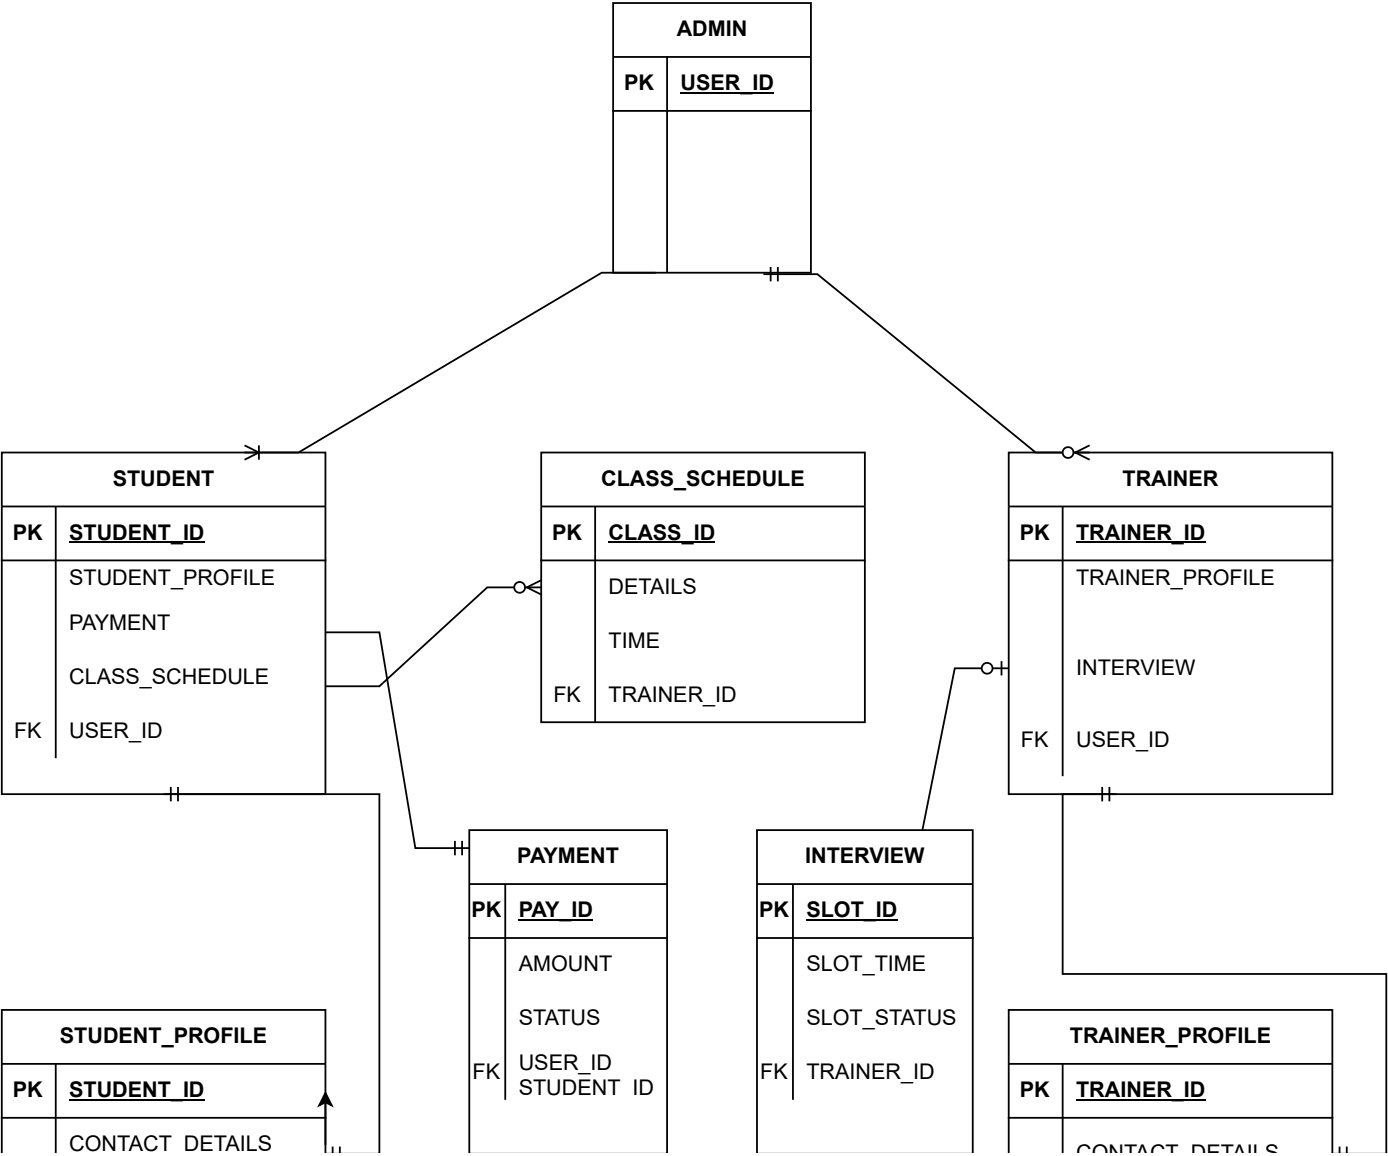 ADMIN
PK USER_ID
STUDENT
PK STUDENT_ID
STUDENT_PROFILE
PAYMENT
CLASS_SCHEDULE
FK USER_ID
CLASS_SCHEDULE
PK CLASS_ID
DETAILS
TIME
FK TRAINER_ID
TRAINER
PK TRAINER_ID
TRAINER_PROFILE
INTERVIEW
FK USER_ID
PAYMENT
PK PAY_ID
AMOUNT
STATUS
FK USER_ID
STUDENT_ID
INTERVIEW
PK SLOT_ID
SLOT_TIME
SLOT_STATUS
FK TRAINER_ID
STUDENT_PROFILE
PK STUDENT_ID
CONTACT_DETAILS
TRAINER_PROFILE
PK TRAINER_ID
CONTACT_DETAILS